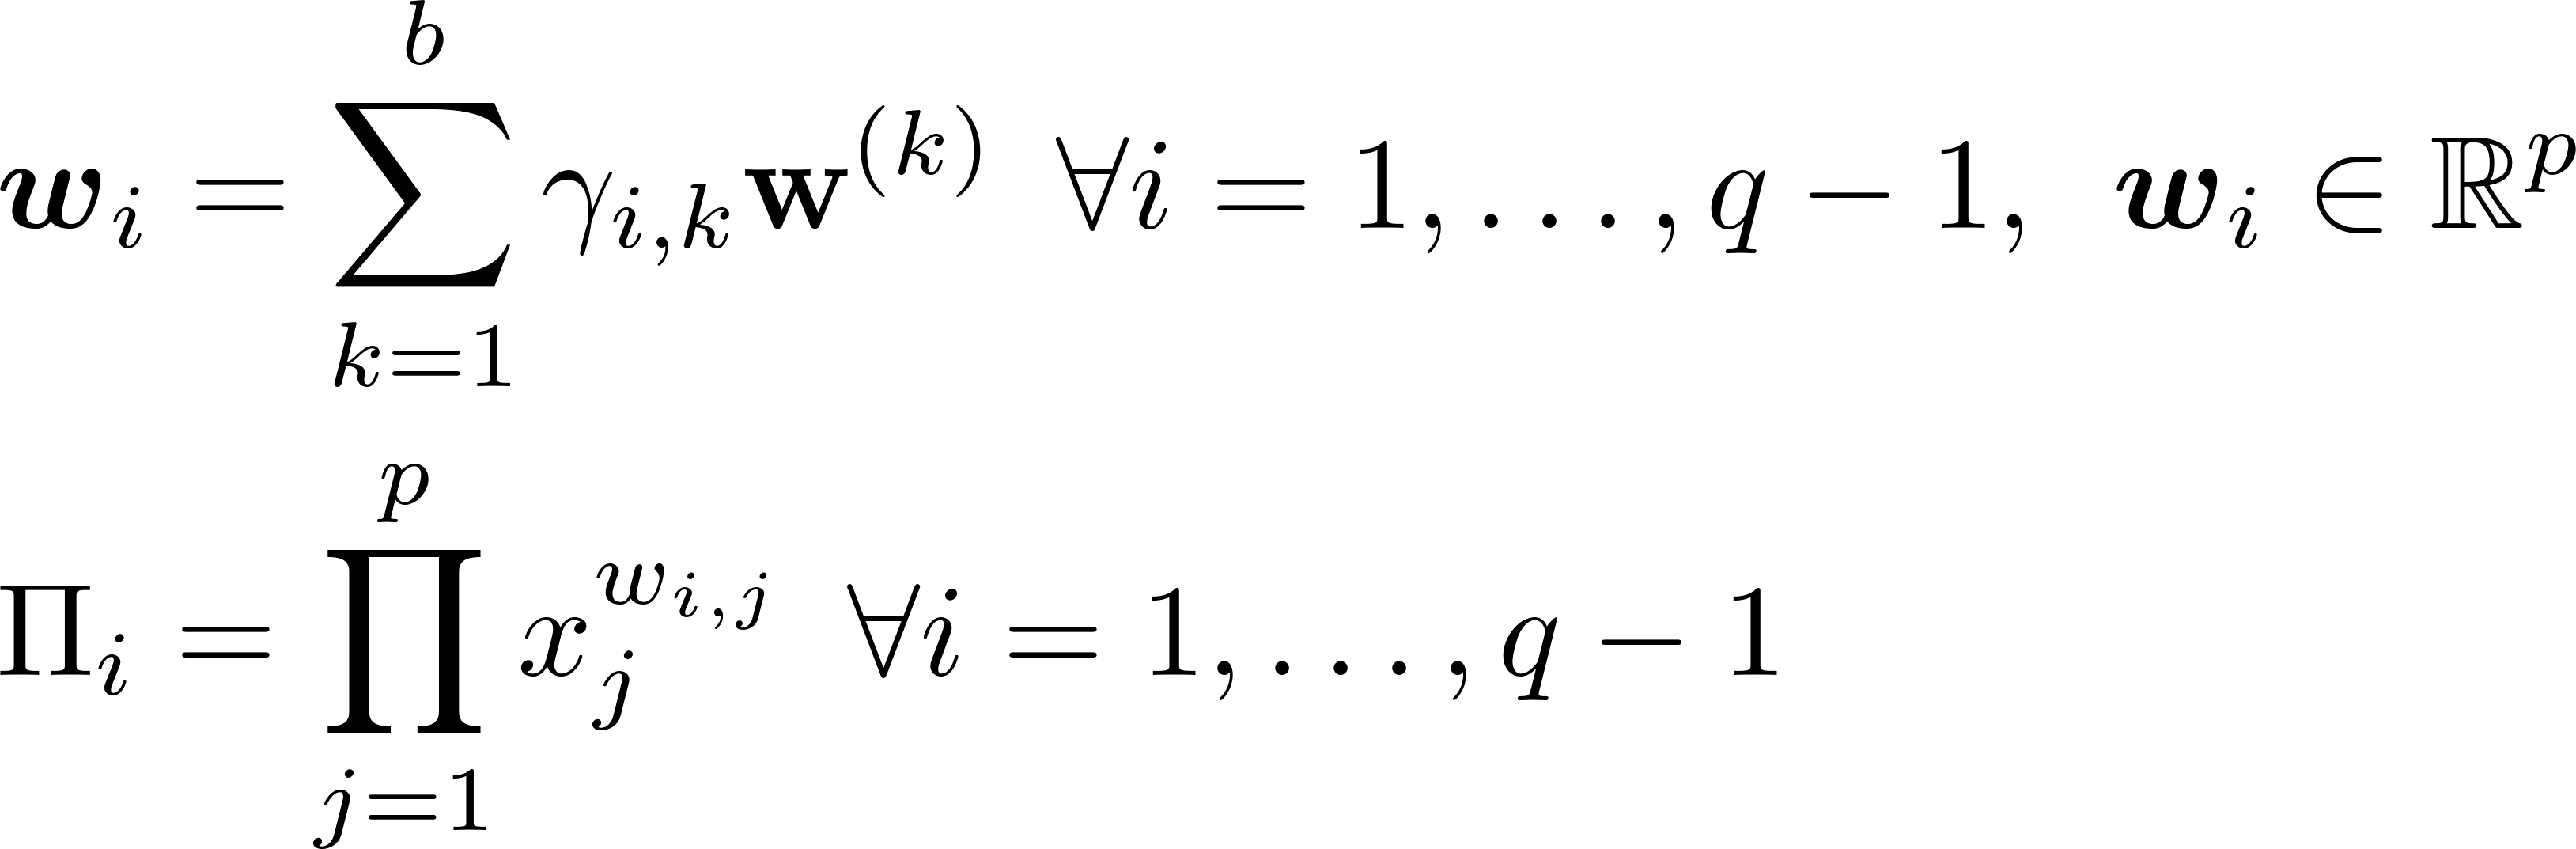 $\boldsymbol{w}_i = \sum_{k=1}^{b} \gamma_{i,k} \mathbf{w}^{(k)} \ \forall i = 1, \ldots, q-1, \ \boldsymbol{w}_i \in \mathbb{R}^p$
$\Pi_i = \prod_{j=1}^{p} x_j^{w_{i,j}} \ \forall i = 1, \ldots, q-1$